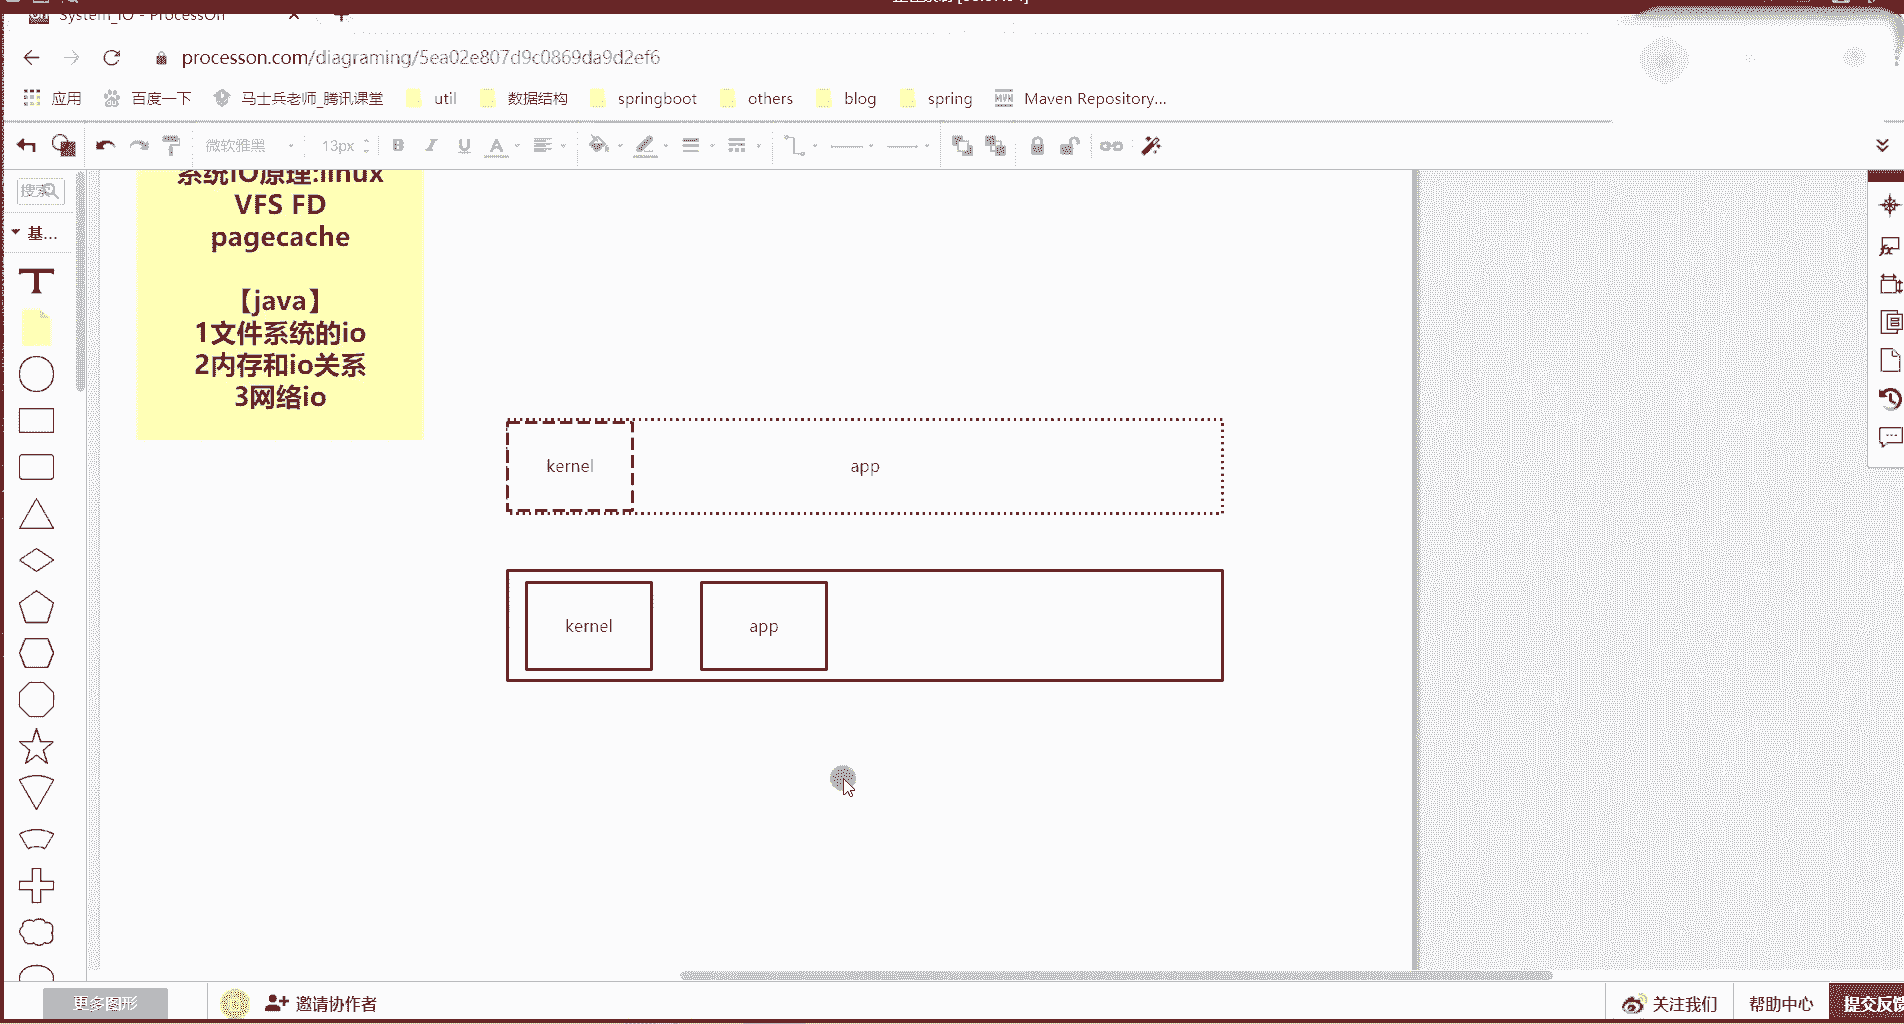 System_IO - ProcessOn
processon.com/diagraming/5ea02e807d9c0869da9d2ef6
应用 百度一下 马士兵老师_腾讯课堂 util 数据结构 springboot others blog spring Maven Repository...
微软雅黑 13px B I U A
搜索
基...
系统IO原理:linux
VFS FD
pagecache
【java】
1文件系统的io
2内存和io关系
3网络io
kernel app
kernel app
更多图形 邀请协作者 关注我们 帮助中心 提交反馈